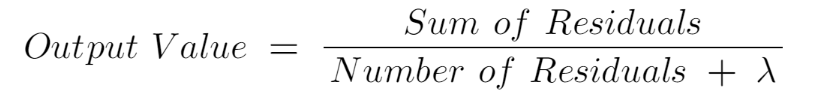 Output Value = Sum of Residuals
Number of Residuals + λ